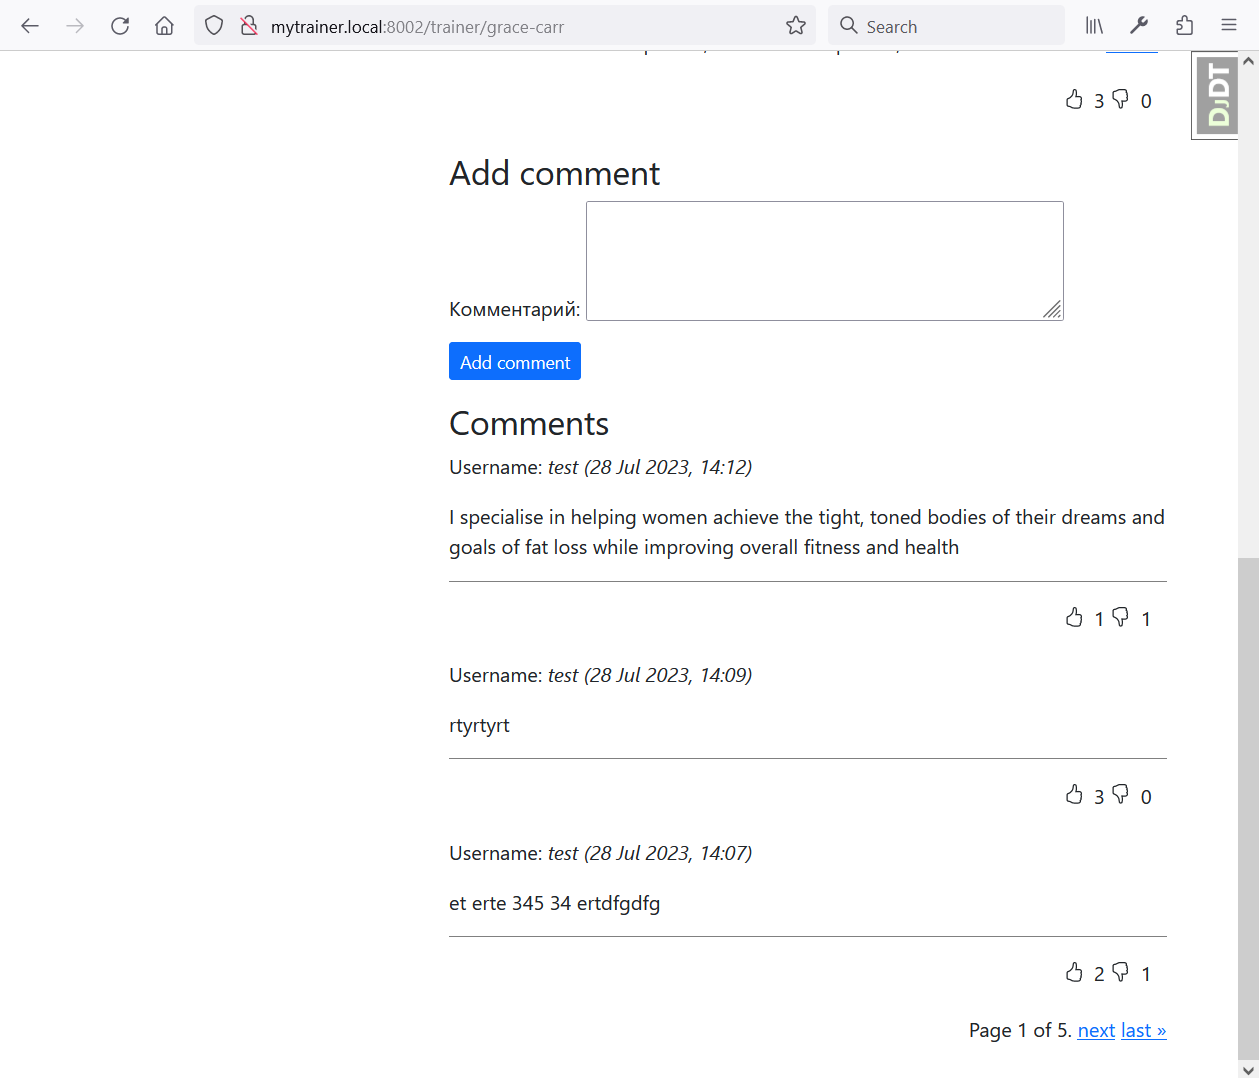 mytrainer.local:8002/trainer/grace-carr
Search
DjDT
3 0
Add comment
Комментарий:
Add comment
Comments
Username: test (28 Jul 2023, 14:12)
I specialise in helping women achieve the tight, toned bodies of their dreams and
goals of fat loss while improving overall fitness and health
1 1
Username: test (28 Jul 2023, 14:09)
rtyrtyrt
3 0
Username: test (28 Jul 2023, 14:07)
et erte 345 34 ertdfgdfg
2 1
Page 1 of 5. next last »